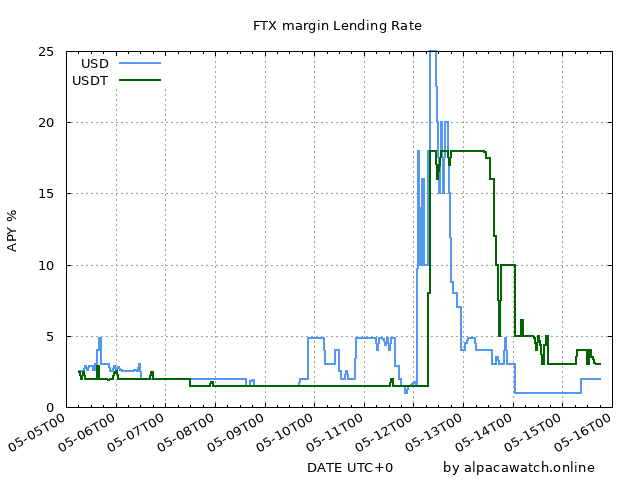 FTX margin Lending Rate
USD
USDT
25
20
15
10
5
0
APY %
05-05T00
05-06T00
05-07T00
05-08T00
05-09T00
05-10T00
05-11T00
05-12T00
05-13T00
05-14T00
05-15T00
05-16T00
DATE UTC+0
by alpacawatch.online